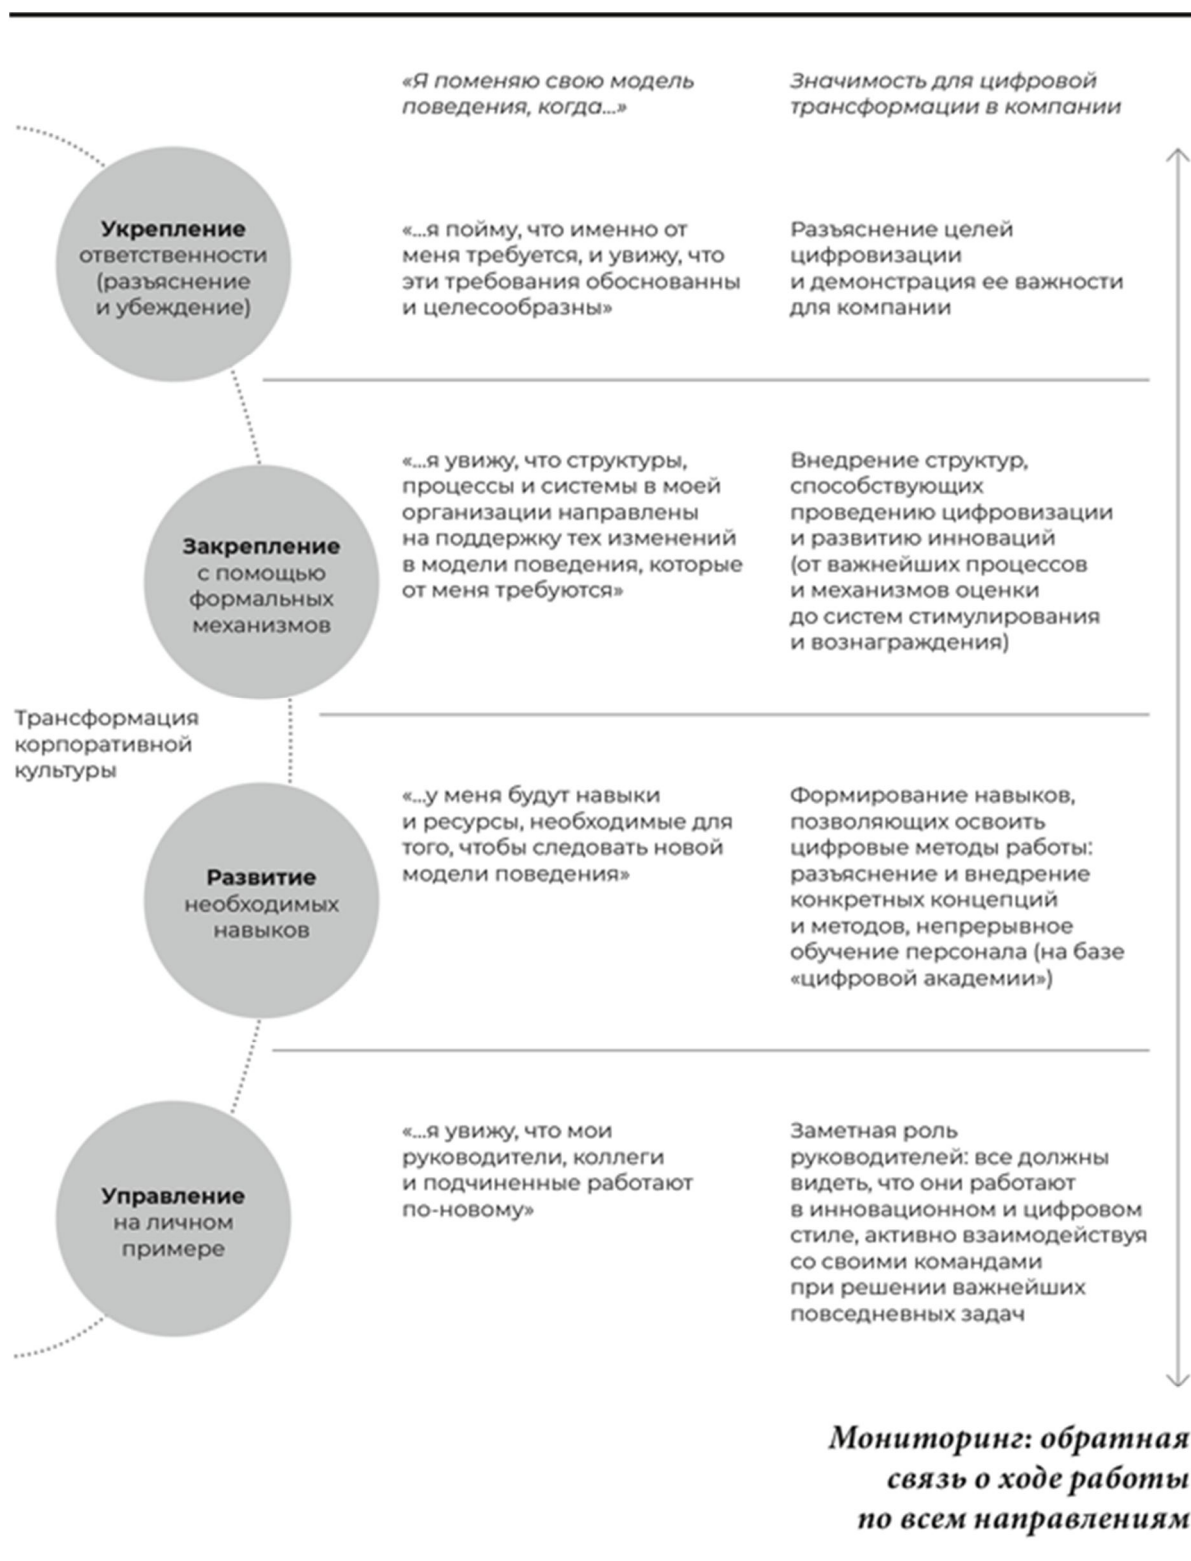 «Я поменяю свою модель
поведения, когда...»
Значимость для цифровой
трансформации в компании
Укрепление
ответственности
(разъяснение
и убеждение)
«...я пойму, что именно от
меня требуется, и увижу, что
эти требования обоснованны
и целесообразны»
Разъяснение целей
цифровизации
и демонстрация ее важности
для компании
Закрепление
с помощью
формальных
механизмов
«...я увижу, что структуры,
процессы и системы в моей
организации направлены
на поддержку тех изменений
в модели поведения, которые
от меня требуются»
Внедрение структур,
способствующих
проведению цифровизации
и развитию инноваций
(от важнейших процессов
и механизмов оценки
до систем стимулирования
и вознаграждения)
Трансформация
корпоративной
культуры
Развитие
необходимых
навыков
«...у меня будут навыки
и ресурсы, необходимые для
того, чтобы следовать новой
модели поведения»
Формирование навыков,
позволяющих освоить
цифровые методы работы:
разъяснение и внедрение
конкретных концепций
и методов, непрерывное
обучение персонала (на базе
«цифровой академии»)
Управление
на личном
примере
«...я увижу, что мои
руководители, коллеги
и подчиненные работают
по-новому»
Заметная роль
руководителей: все должны
видеть, что они работают
в инновационном и цифровом
стиле, активно взаимодействуя
со своими командами
при решении важнейших
повседневных задач
Мониторинг: обратная
связь о ходе работы
по всем направлениям